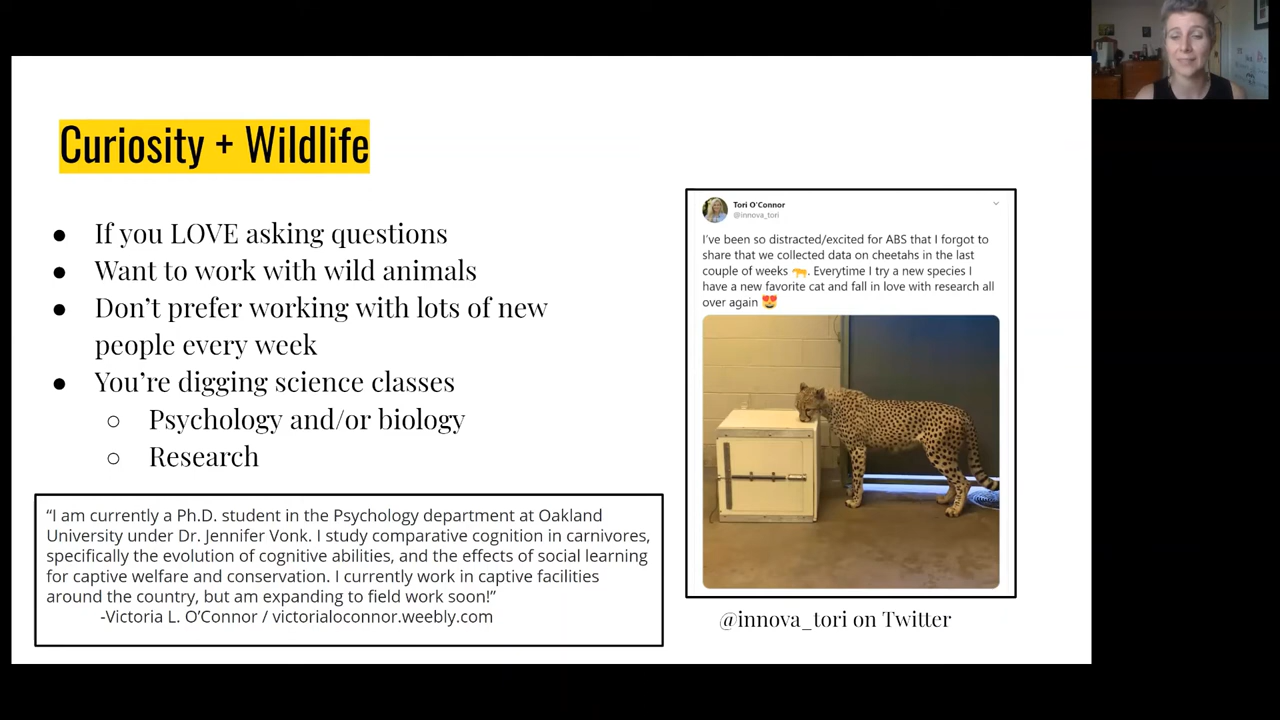 Curiosity + Wildlife
● If you LOVE asking questions
● Want to work with wild animals
● Don’t prefer working with lots of new
people every week
● You’re digging science classes
○ Psychology and/or biology
○ Research
“I am currently a Ph.D. student in the Psychology department at Oakland
University under Dr. Jennifer Vonk. I study comparative cognition in carnivores,
specifically the evolution of cognitive abilities, and the effects of social learning
for captive welfare and conservation. I currently work in captive facilities
around the country, but am expanding to field work soon!”
-Victoria L. O’Connor / victorialoconnor.weebly.com
Tori O'Connor
@innova_tori
I've been so distracted/excited for ABS that I forgot to
share that we collected data on cheetahs in the last
couple of weeks 🐆. Everytime I try a new species I
have a new favorite cat and fall in love with research all
over again 😍
@innova_tori on Twitter